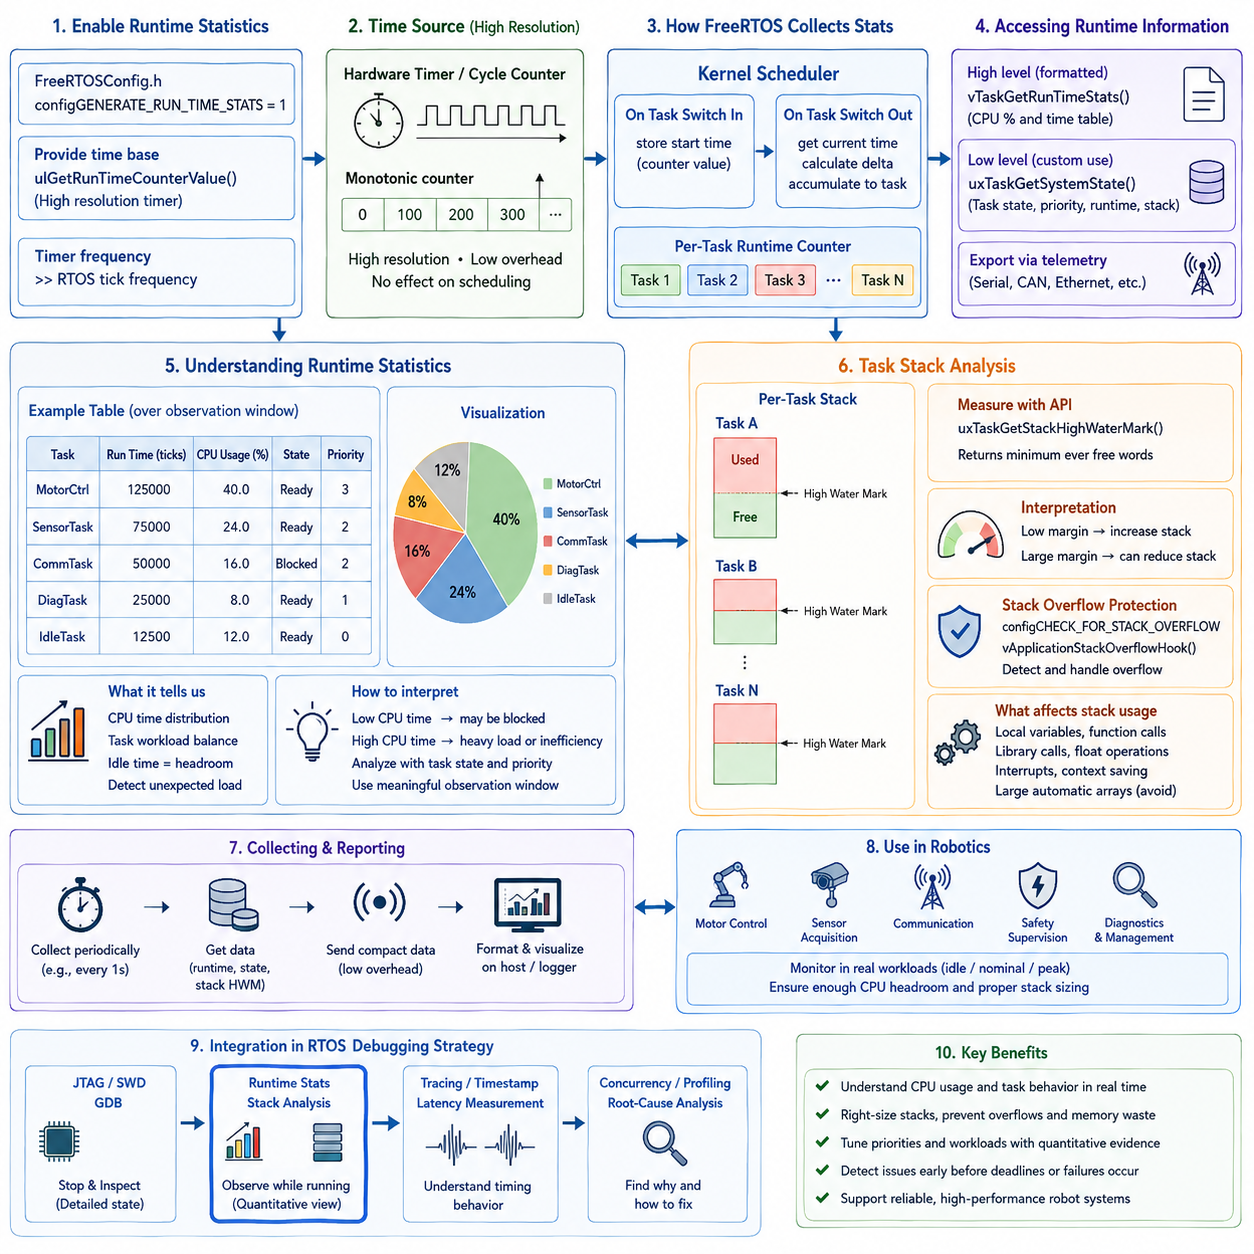 1. Enable Runtime Statistics
FreeRTOSConfig.h
configGENERATE_RUN_TIME_STATS = 1
Provide time base
ulGetRunTimeCounterValue()
(High resolution timer)
Timer frequency
>> RTOS tick frequency
2. Time Source (High Resolution)
Hardware Timer / Cycle Counter
Monotonic counter
0 100 200 300 ...
High resolution • Low overhead
No effect on scheduling
3. How FreeRTOS Collects Stats
Kernel Scheduler
On Task Switch In
store start time
(counter value)
On Task Switch Out
get current time
calculate delta
accumulate to task
Per-Task Runtime Counter
Task 1 Task 2 Task 3 ... Task N
4. Accessing Runtime Information
High level (formatted)
vTaskGetRunTimeStats()
(CPU % and time table)
Low level (custom use)
uxTaskGetSystemState()
(Task state, priority, runtime, stack)
Export via telemetry
(Serial, CAN, Ethernet, etc.)
5. Understanding Runtime Statistics
Example Table (over observation window)
Task Run Time (ticks) CPU Usage (%) State Priority
MotorCtrl 125000 40.0 Ready 3
SensorTask 75000 24.0 Ready 2
CommTask 50000 16.0 Blocked 2
DiagTask 25000 8.0 Ready 1
IdleTask 12500 12.0 Ready 0
Visualization
12%
8%
40%
16%
24%
MotorCtrl
SensorTask
CommTask
DiagTask
IdleTask
What it tells us
CPU time distribution
Task workload balance
Idle time = headroom
Detect unexpected load
How to interpret
Low CPU time → may be blocked
High CPU time → heavy load or inefficiency
Analyze with task state and priority
Use meaningful observation window
6. Task Stack Analysis
Per-Task Stack
Task A
Used
High Water Mark
Free
Task B
High Water Mark
⋮
Task N
High Water Mark
Measure with API
uxTaskGetStackHighWaterMark()
Returns minimum ever free words
Interpretation
Low margin → increase stack
Large margin → can reduce stack
Stack Overflow Protection
configCHECK_FOR_STACK_OVERFLOW
vApplicationStackOverflowHook()
Detect and handle overflow
What affects stack usage
Local variables, function calls
Library calls, float operations
Interrupts, context saving
Large automatic arrays (avoid)
7. Collecting & Reporting
Collect periodically
(e.g., every 1s)
Get data
(runtime, state,
stack HWM)
Send compact data
(low overhead)
Format & visualize
on host / logger
8. Use in Robotics
Motor Control
Sensor
Acquisition
Communication
Safety
Supervision
Diagnostics
& Management
Monitor in real workloads (idle / nominal / peak)
Ensure enough CPU headroom and proper stack sizing
9. Integration in RTOS Debugging Strategy
JTAG / SWD
GDB
Stop & Inspect
(Detailed state)
Runtime Stats
Stack Analysis
Observe while running
(Quantitative view)
Tracing / Timestamp
Latency Measurement
Understand timing
behavior
Concurrency / Profiling
Root-Cause Analysis
Find why and
how to fix
10. Key Benefits
Understand CPU usage and task behavior in real time
Right-size stacks, prevent overflows and memory waste
Tune priorities and workloads with quantitative evidence
Detect issues early before deadlines or failures occur
Support reliable, high-performance robot systems